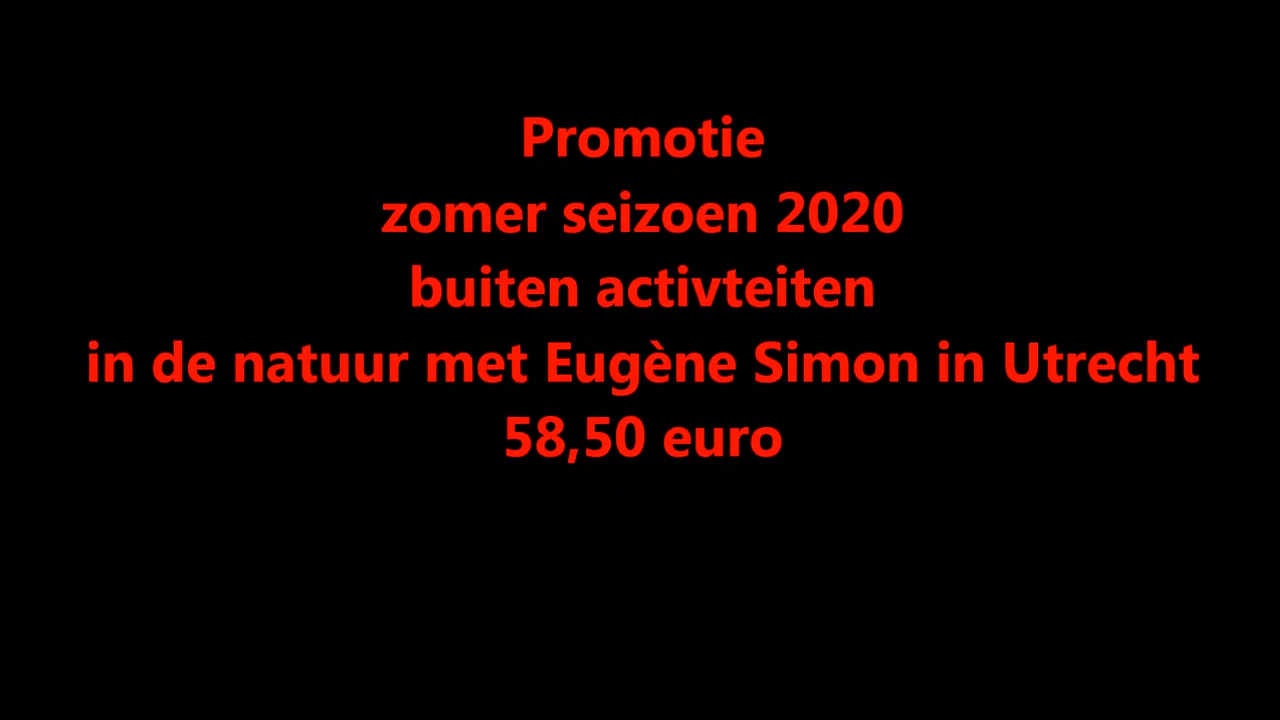 Promotie
zomer seizoen 2020
buiten activteiten
in de natuur met Eugène Simon in Utrecht
58,50 euro